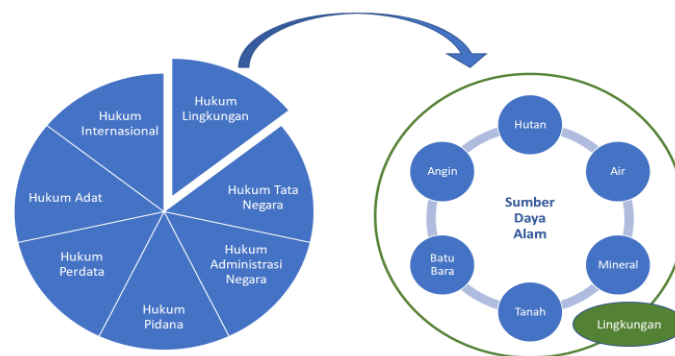 Hukum
Lingkungan
Hukum Tata
Negara
Hukum
Administrasi
Negara
Hukum
Pidana
Hukum
Perdata
Hukum Adat
Hukum
Internasional
Hutan
Air
Mineral
Tanah
Batu
Bara
Angin
Sumber
Daya
Alam
Lingkungan